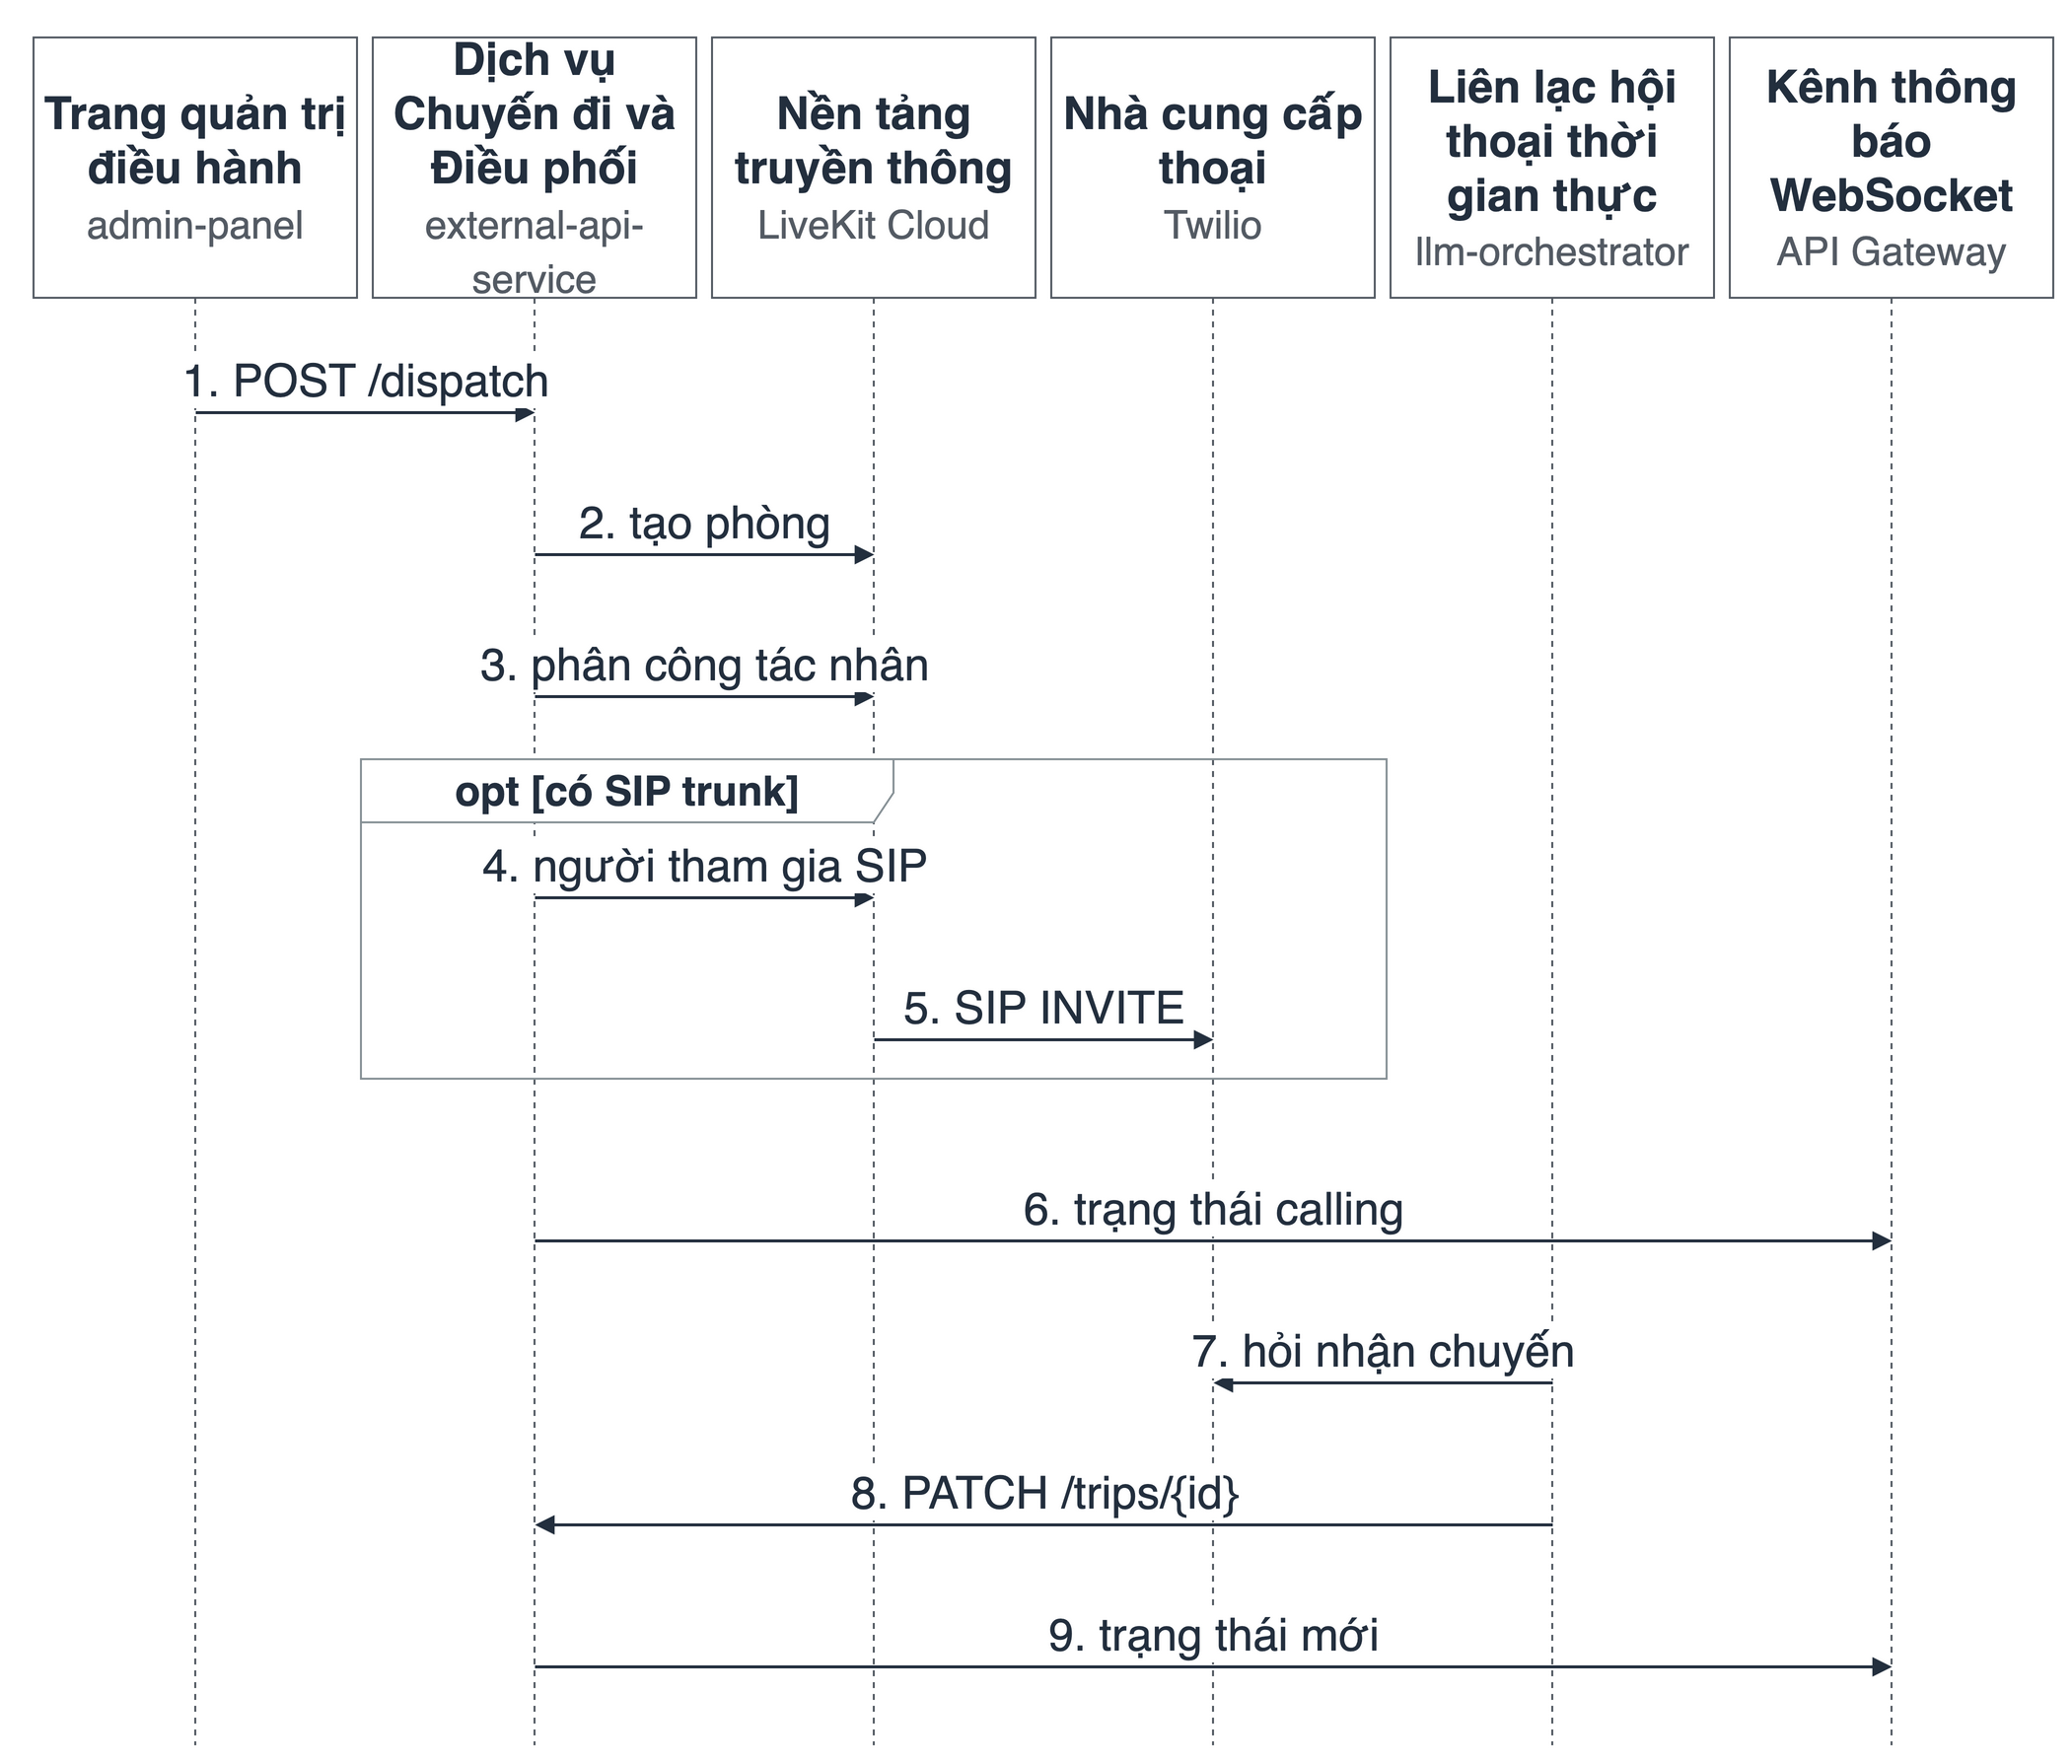 Trang quản trị
điều hành
admin-panel
Dịch vụ
Chuyến đi và
Điều phối
external-api-
service
Nền tảng
truyền thông
LiveKit Cloud
Nhà cung cấp
thoại
Twilio
Liên lạc hội
thoại thời
gian thực
llm-orchestrator
Kênh thông
báo
WebSocket
API Gateway
1. POST /dispatch
2. tạo phòng
3. phân công tác nhân
opt [có SIP trunk]
4. người tham gia SIP
5. SIP INVITE
6. trạng thái calling
7. hỏi nhận chuyến
8. PATCH /trips/{id}
9. trạng thái mới